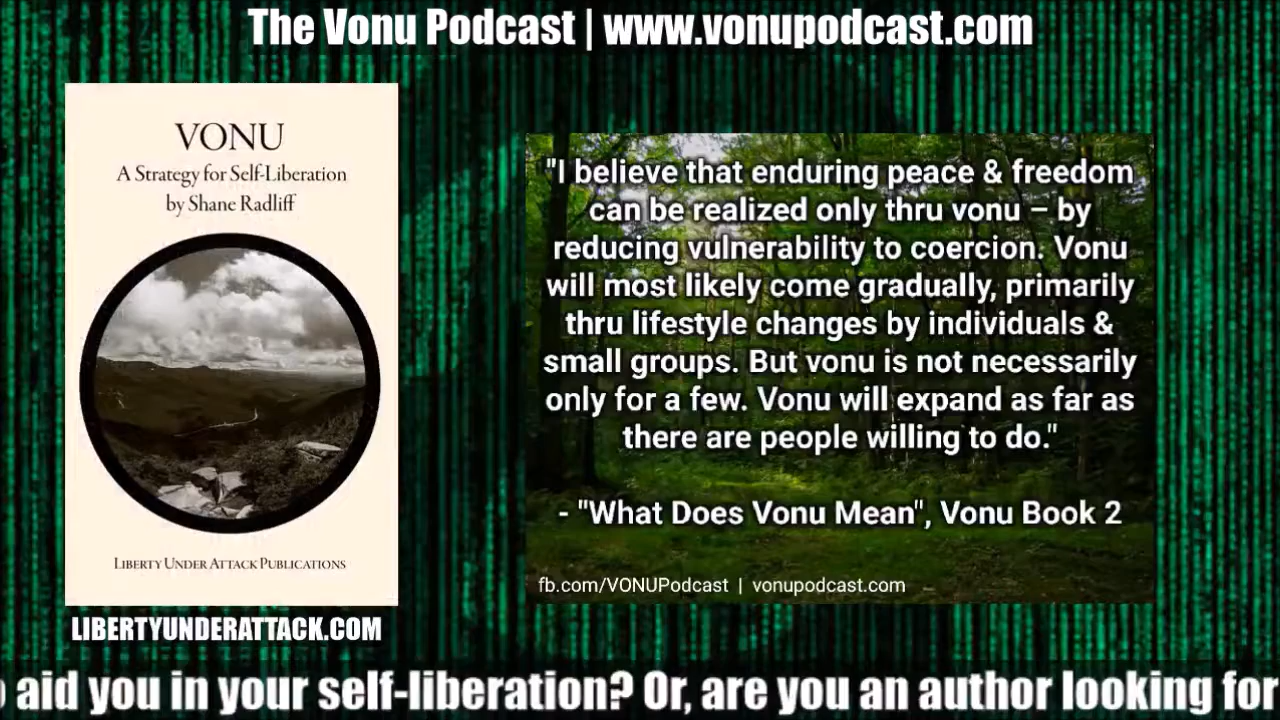 The Vonu Podcast | www.vonupodcast.com
VONU
A Strategy for Self-Liberation
by Shane Radliff
LIBERTY UNDER ATTACK PUBLICATIONS
LIBERTYUNDERATTACK.COM
"I believe that enduring peace & freedom
can be realized only thru vonu – by
reducing vulnerability to coercion. Vonu
will most likely come gradually, primarily
thru lifestyle changes by individuals &
small groups. But vonu is not necessarily
only for a few. Vonu will expand as far as
there are people willing to do."
- "What Does Vonu Mean", Vonu Book 2
fb.com/VONUPodcast | vonupodcast.com
aid you in your self-liberation? Or, are you an author looking for